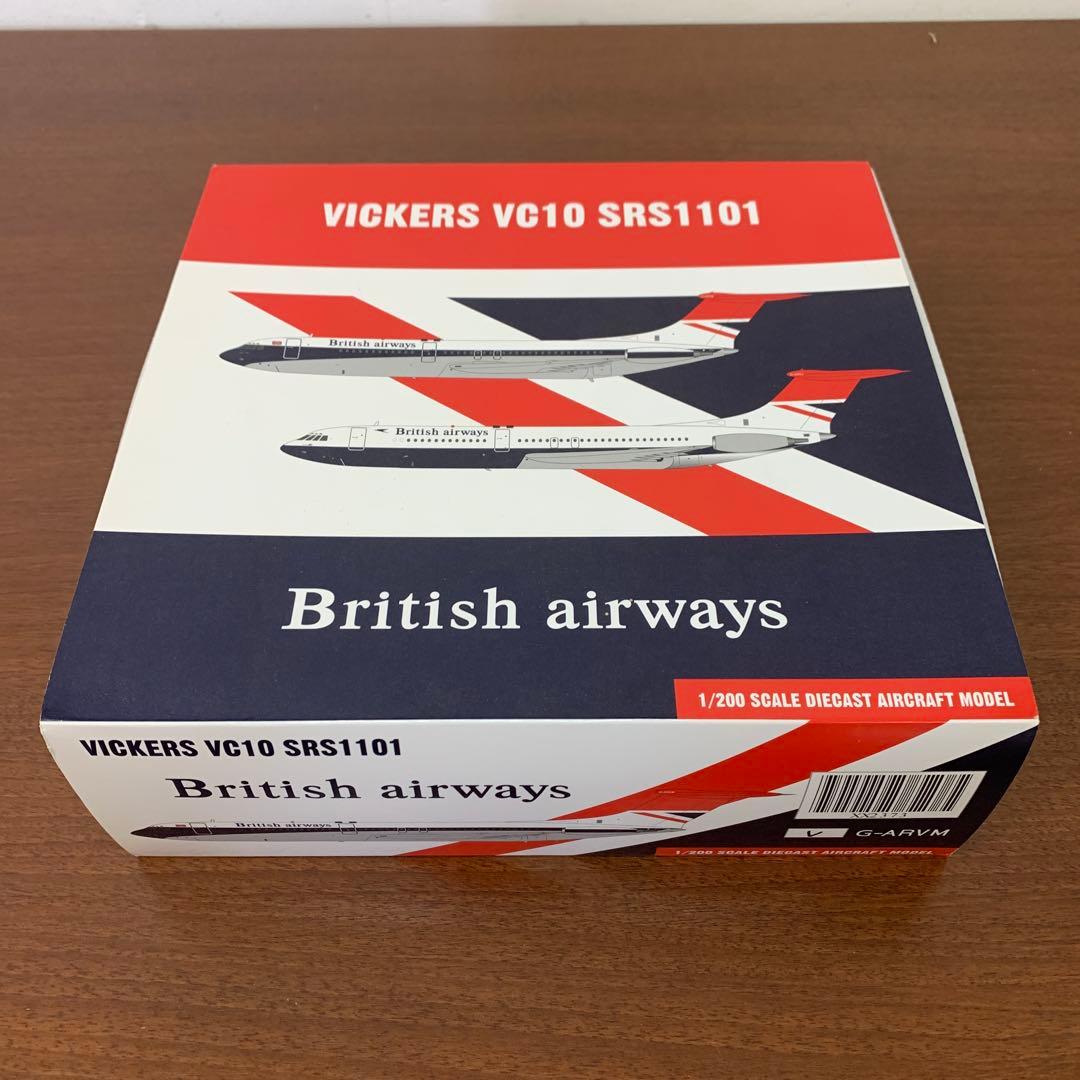 VICKERS VC10 SRS1101
British airways
British airways
British airways
1/200 SCALE DIECAST AIRCRAFT MODEL
VICKERS VC10 SRS1101
British airways
British airways
XX2373
V G-ARVM
1/200 SCALE DIECAST AIRCRAFT MODEL